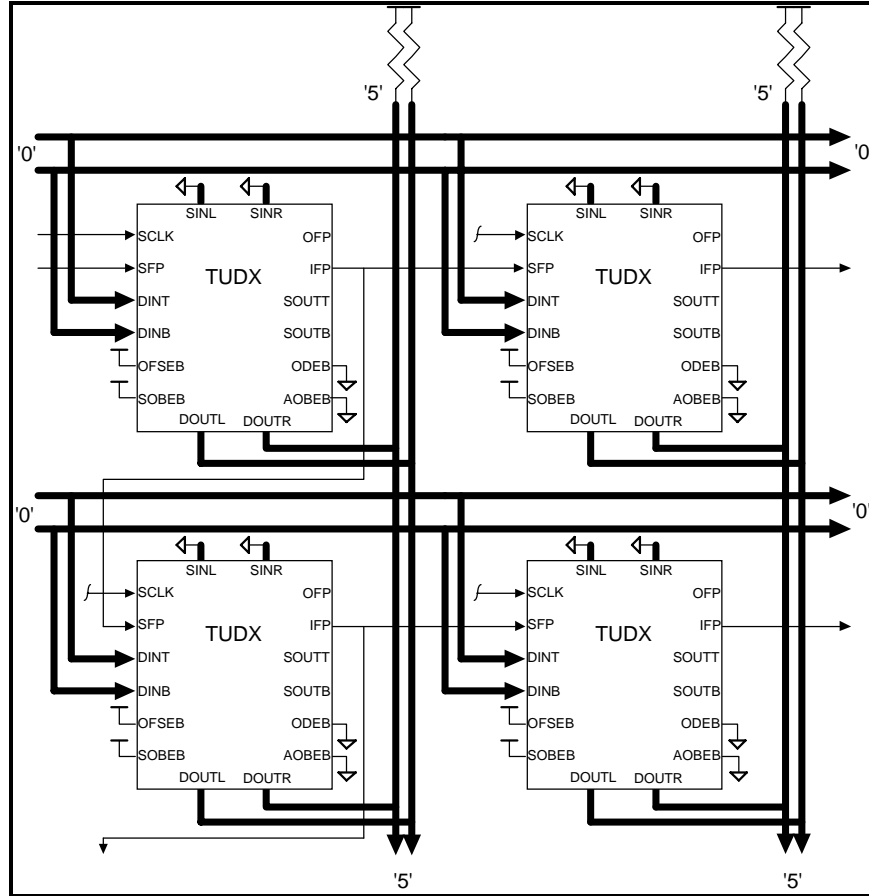 '5' '5'
'0' '0'
SINL SINR SINL SINR
SCLK OFP SCLK OFP
SFP TUDX IFP SFP TUDX IFP
DINT SOUTT DINT SOUTT
DINB SOUTB DINB SOUTB
OFSEB ODEB OFSEB ODEB
SOBEB AOBEB SOBEB AOBEB
DOUTL DOUTR DOUTL DOUTR
'0' '0'
SINL SINR SINL SINR
SCLK OFP SCLK OFP
SFP TUDX IFP SFP TUDX IFP
DINT SOUTT DINT SOUTT
DINB SOUTB DINB SOUTB
OFSEB ODEB OFSEB ODEB
SOBEB AOBEB SOBEB AOBEB
DOUTL DOUTR DOUTL DOUTR
'5' '5'